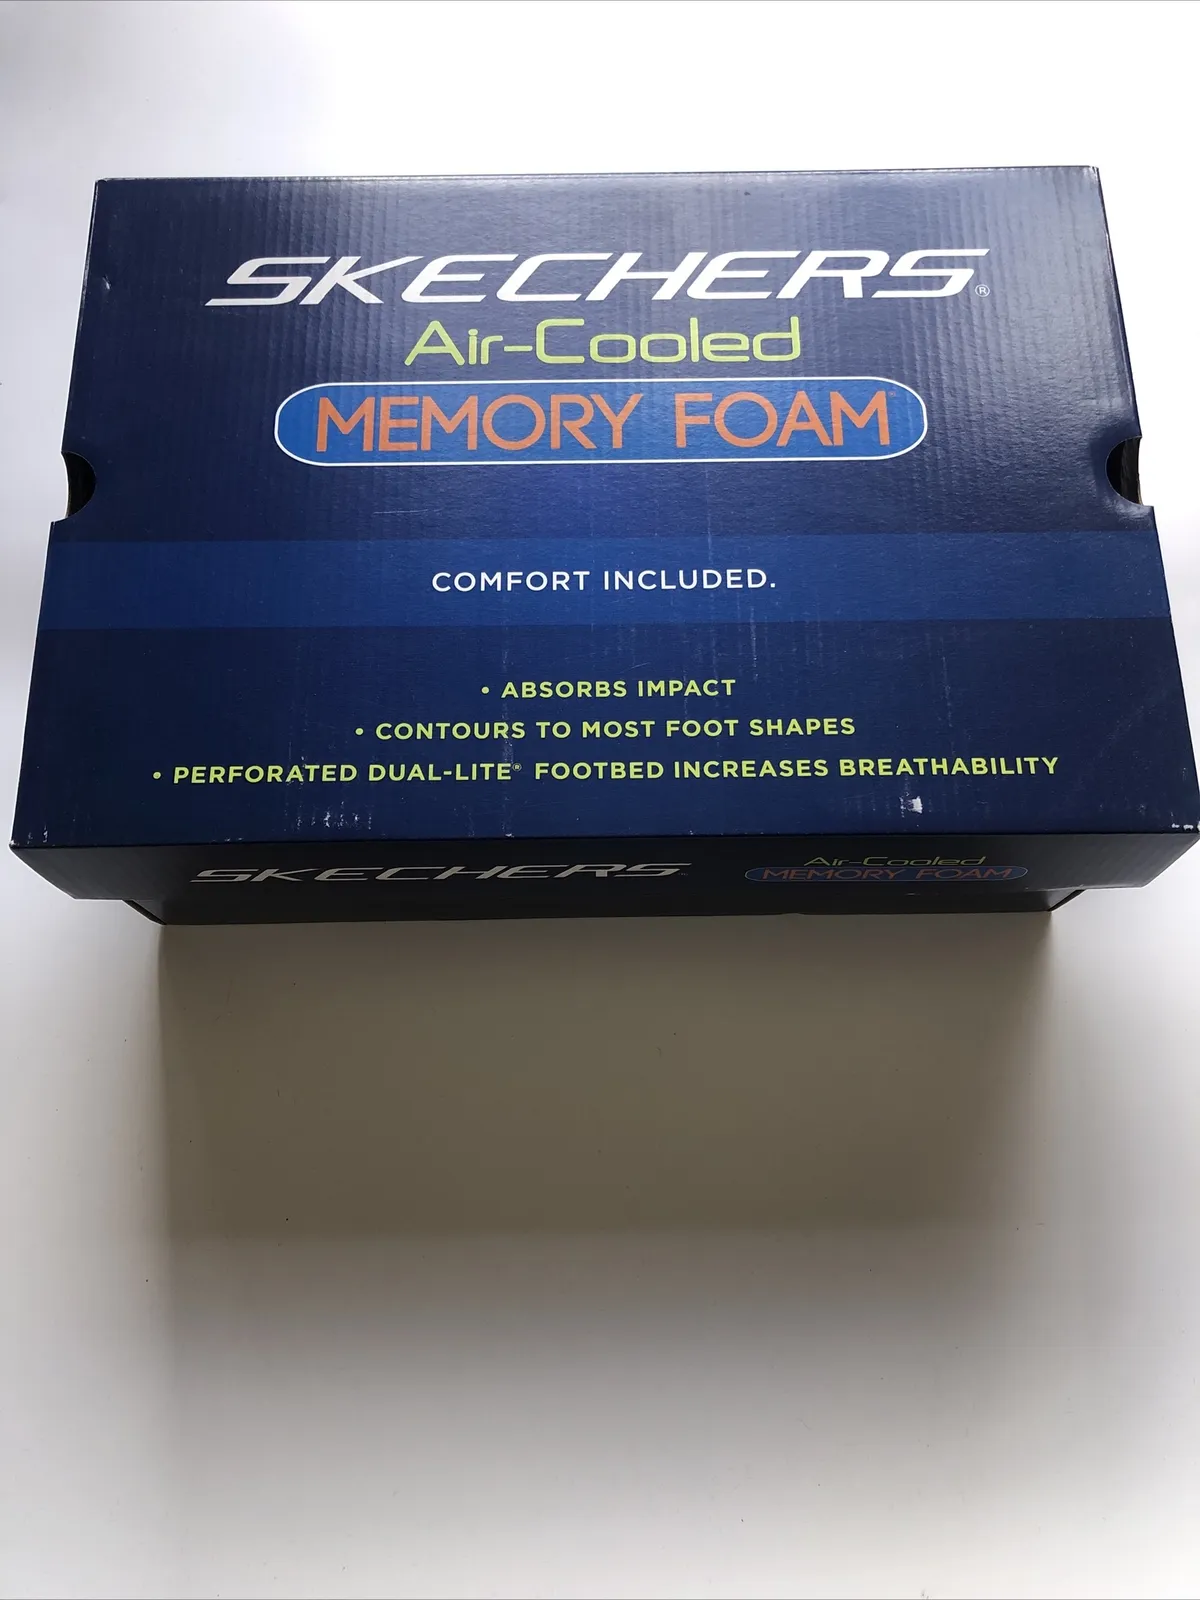 SKECHERS®
Air-Cooled
MEMORY FOAM
COMFORT INCLUDED.
• ABSORBS IMPACT
• CONTOURS TO MOST FOOT SHAPES
• PERFORATED DUAL-LITE® FOOTBED INCREASES BREATHABILITY
SKECHERS
Air-Cooled
MEMORY FOAM